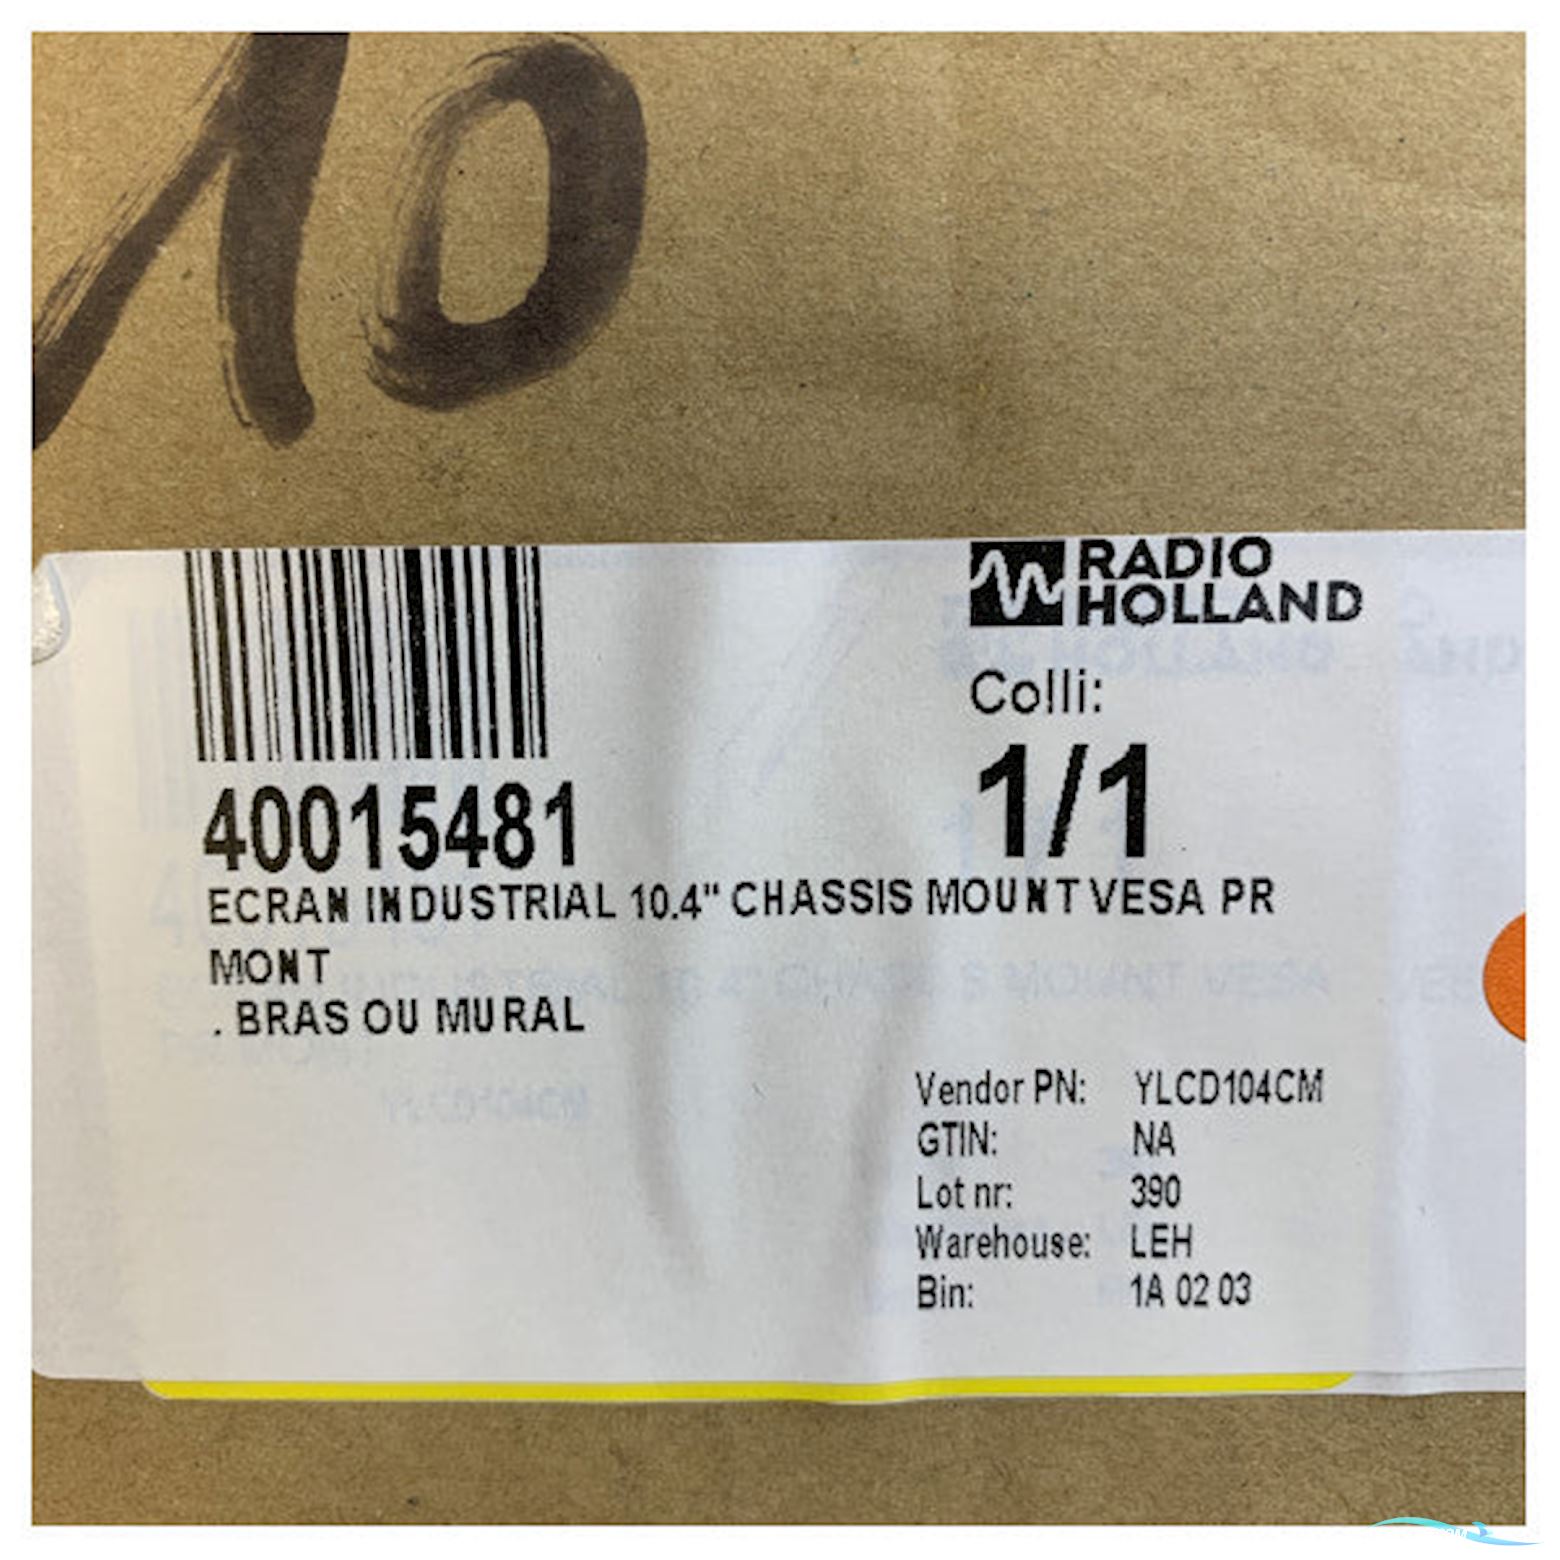 10
RADIO
HOLLAND
Colli:
1/1
40015481
ECRAN INDUSTRIAL 10.4" CHASSIS MOUNT VESA PR
MONT
. BRAS OU MURAL
Vendor PN: YLCD104CM
GTIN: NA
Lot nr: 390
Warehouse: LEH
Bin: 1A 02 03